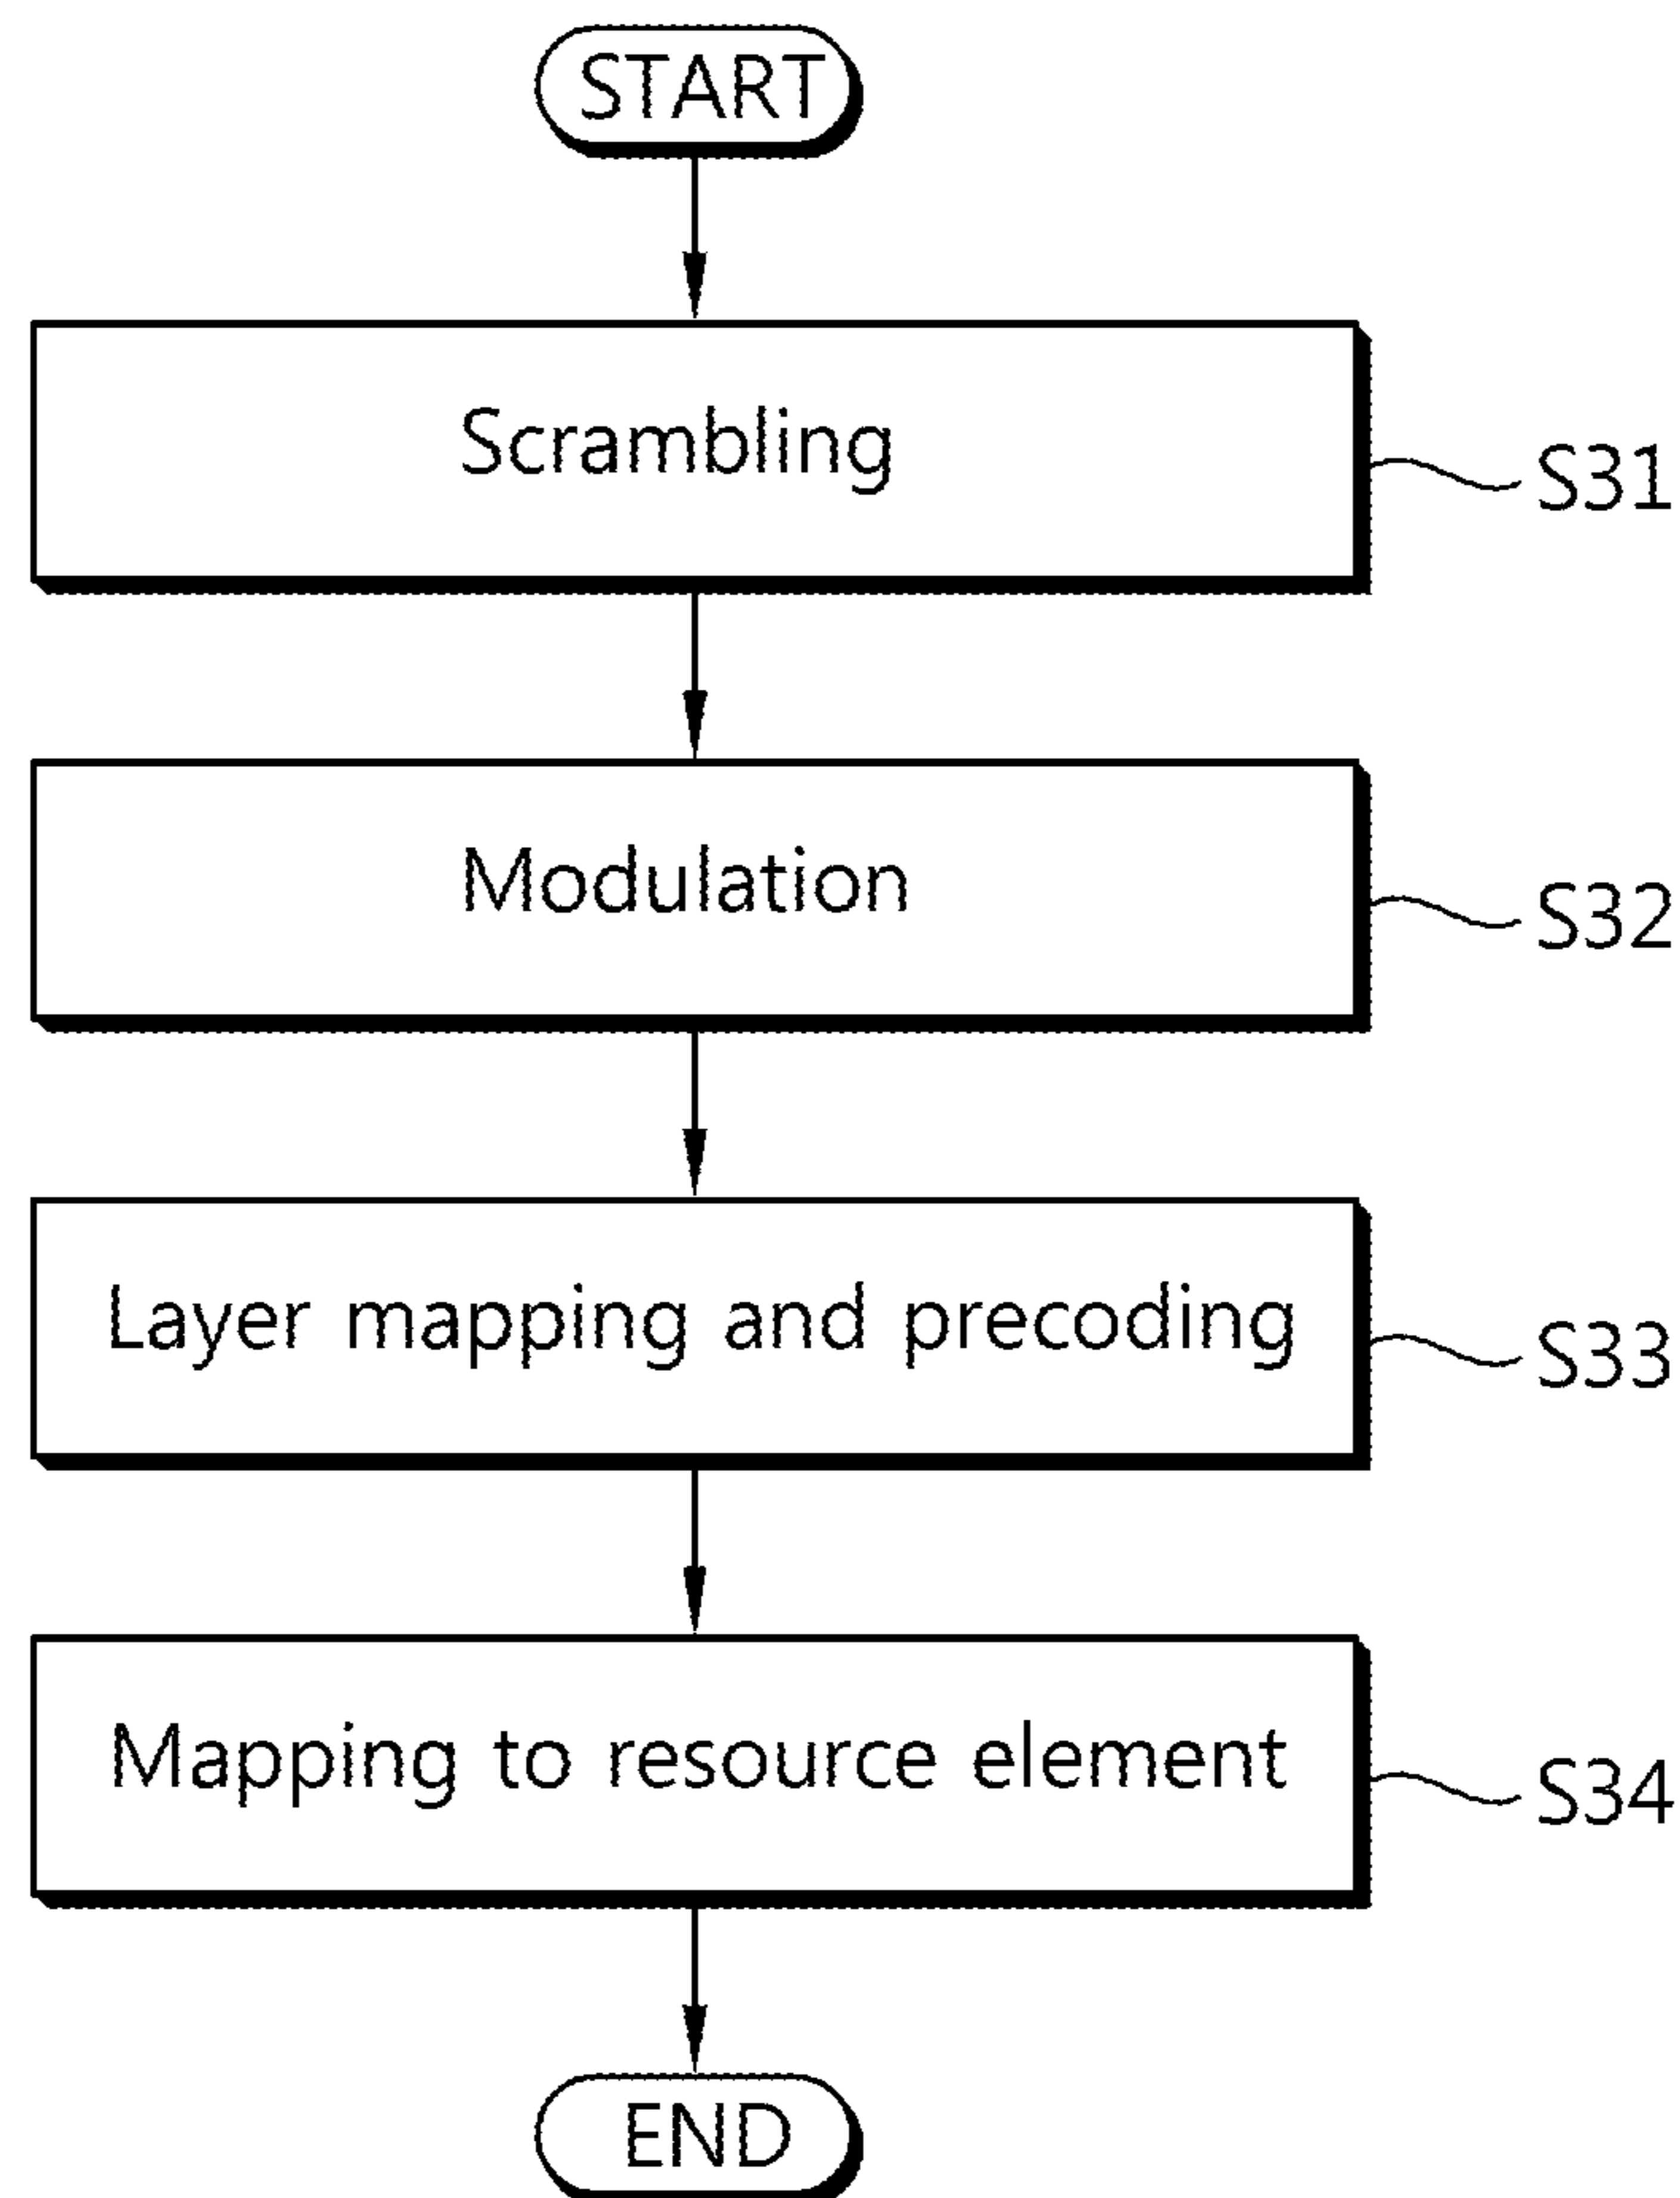 START
Scrambling
S31
Modulation
S32
Layer mapping and precoding
S33
Mapping to resource element
S34
END